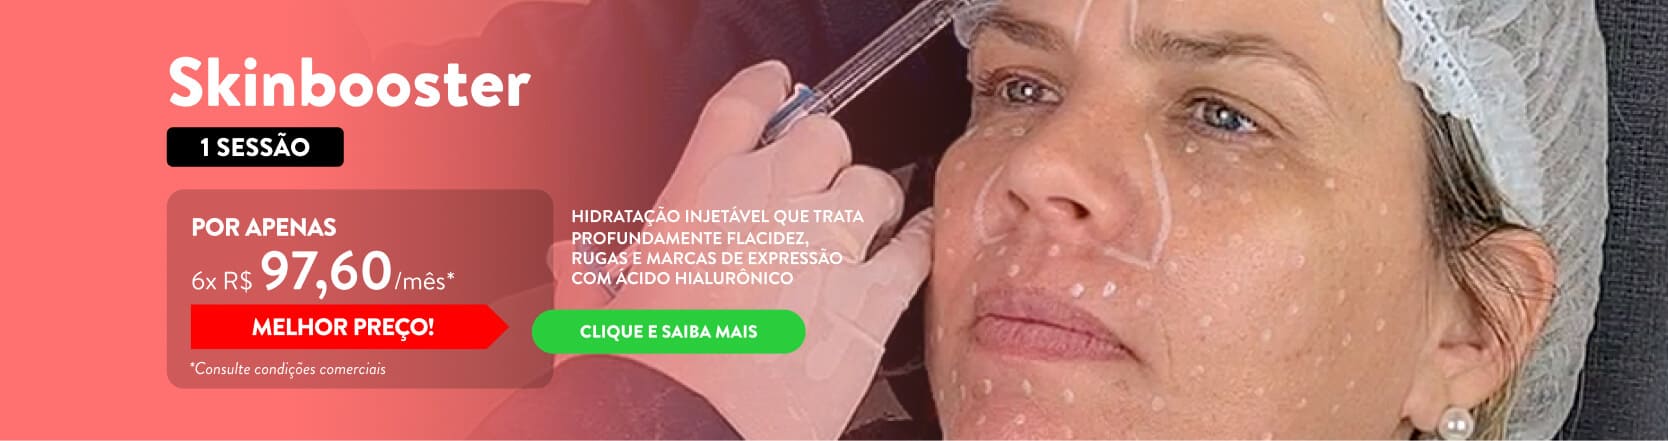 Skinbooster
1 SESSÃO
POR APENAS
6x R$ 97,60/mês*
MELHOR PREÇO!
*Consulte condições comerciais
HIDRATAÇÃO INJETÁVEL QUE TRATA
PROFUNDAMENTE FLACIDEZ,
RUGAS E MARCAS DE EXPRESSÃO
COM ÁCIDO HIALURÔNICO
CLIQUE E SAIBA MAIS